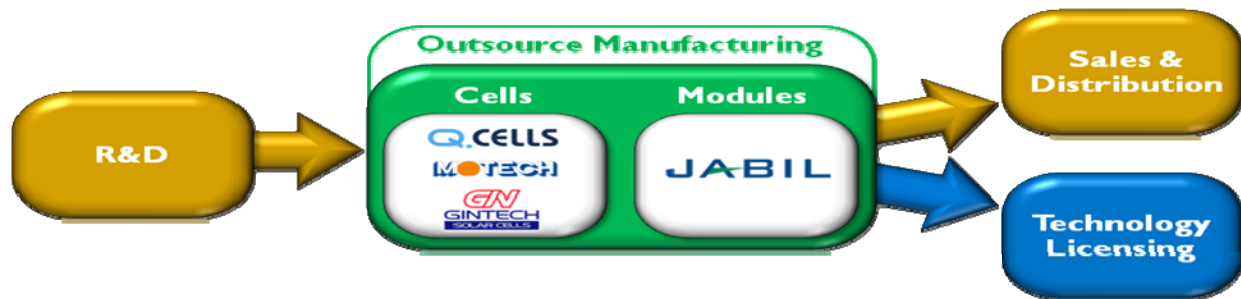 R&D
Outsource Manufacturing
Cells
Q.CELLS
MOTECH
GN
GINTECH
SOLAR CELLS
Modules
JABIL
Sales &
Distribution
Technology
Licensing